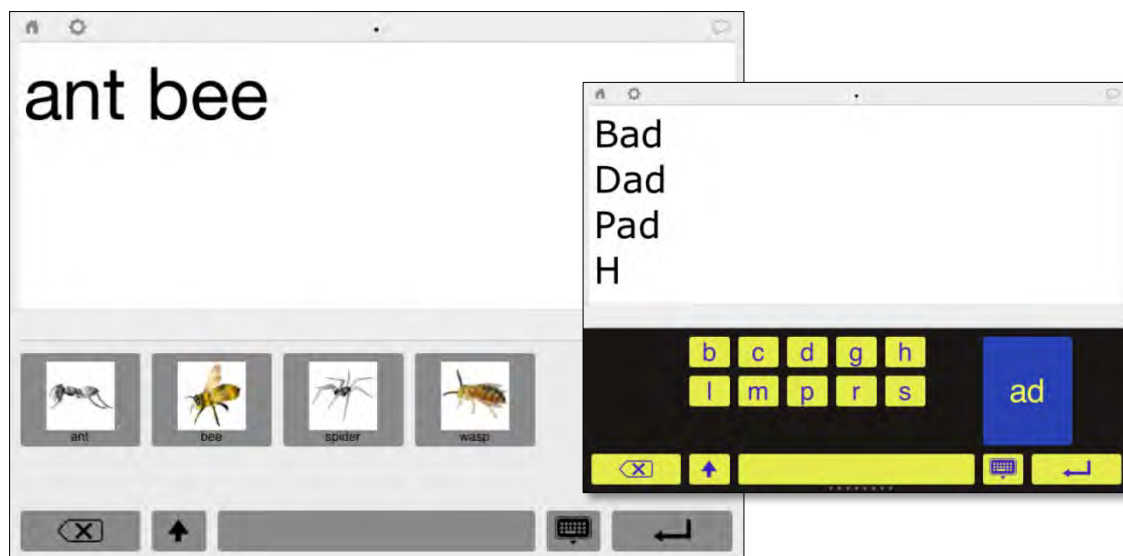 ant bee
ant bee spider wasp
Bad
Dad
Pad
H
b c d g h
l m p r s
ad